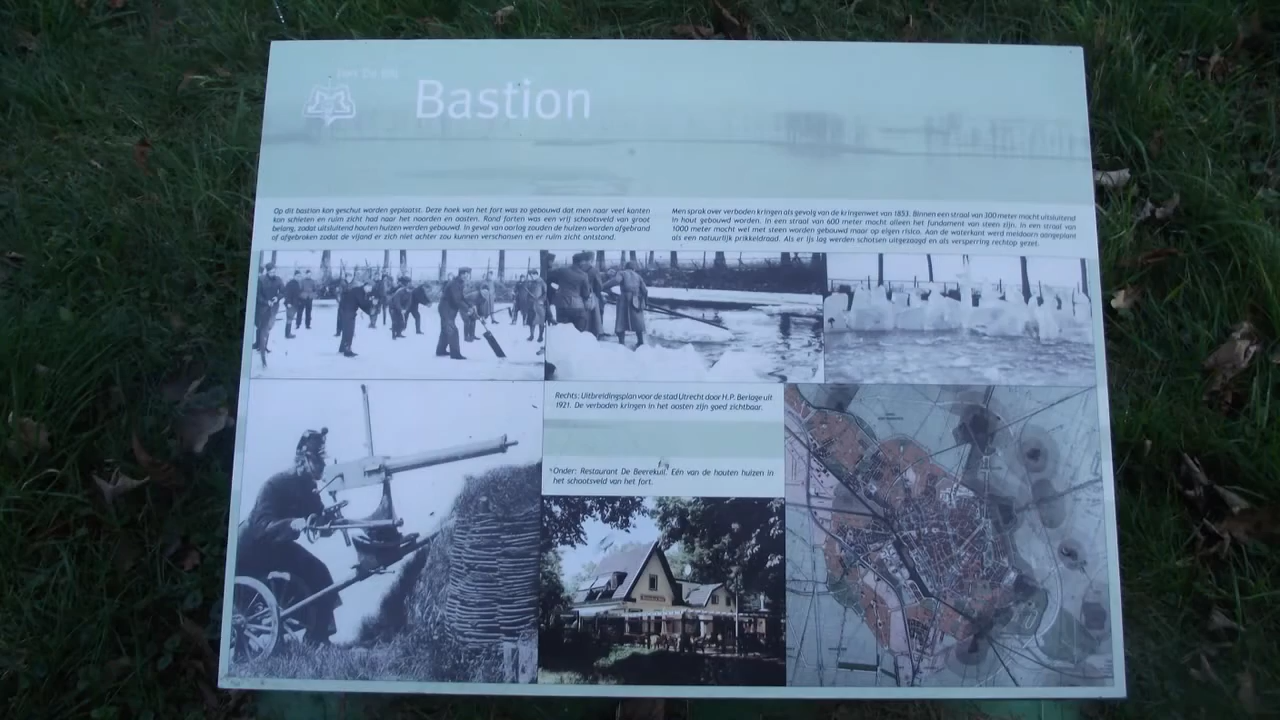 Fort De Bilt
Bastion
Op dit bastion kon geschut worden geplaatst. Deze hoek van het fort was zo gebouwd dat men naar veel kanten
kon schieten en ruim zicht had naar het noorden en oosten. Rond forten was een vrij schootsveld van groot
belang, zodat uitsluitend houten huizen werden gebouwd. In geval van oorlog zouden de huizen worden afgebrand
of afgebroken zodat de vijand er zich niet achter zou kunnen verschansen en er ruim zicht ontstand.
Men sprak over verboden kringen als gevolg van de kringenwet van 1853. Binnen een straal van 300 meter mocht uitsluitend
in hout gebouwd worden. In een straal van 600 meter mocht alleen het fundament van steen zijn. In een straal van
1000 meter mocht wel met steen worden gebouwd maar op eigen risico. Aan de waterkant werd meidoorn aangeplant
als een natuurlijk prikkeldraad. Als er ijs lag werden schotsen uitgezaagd en als versperring rechtop gezet.
Rechts: Uitbreidingsplan voor de stad Utrecht door H.P. Berlage uit
1921. De verboden kringen in het oosten zijn goed zichtbaar.
Onder: Restaurant De Beerekuil. Eén van de houten huizen in
het schootsveld van het fort.